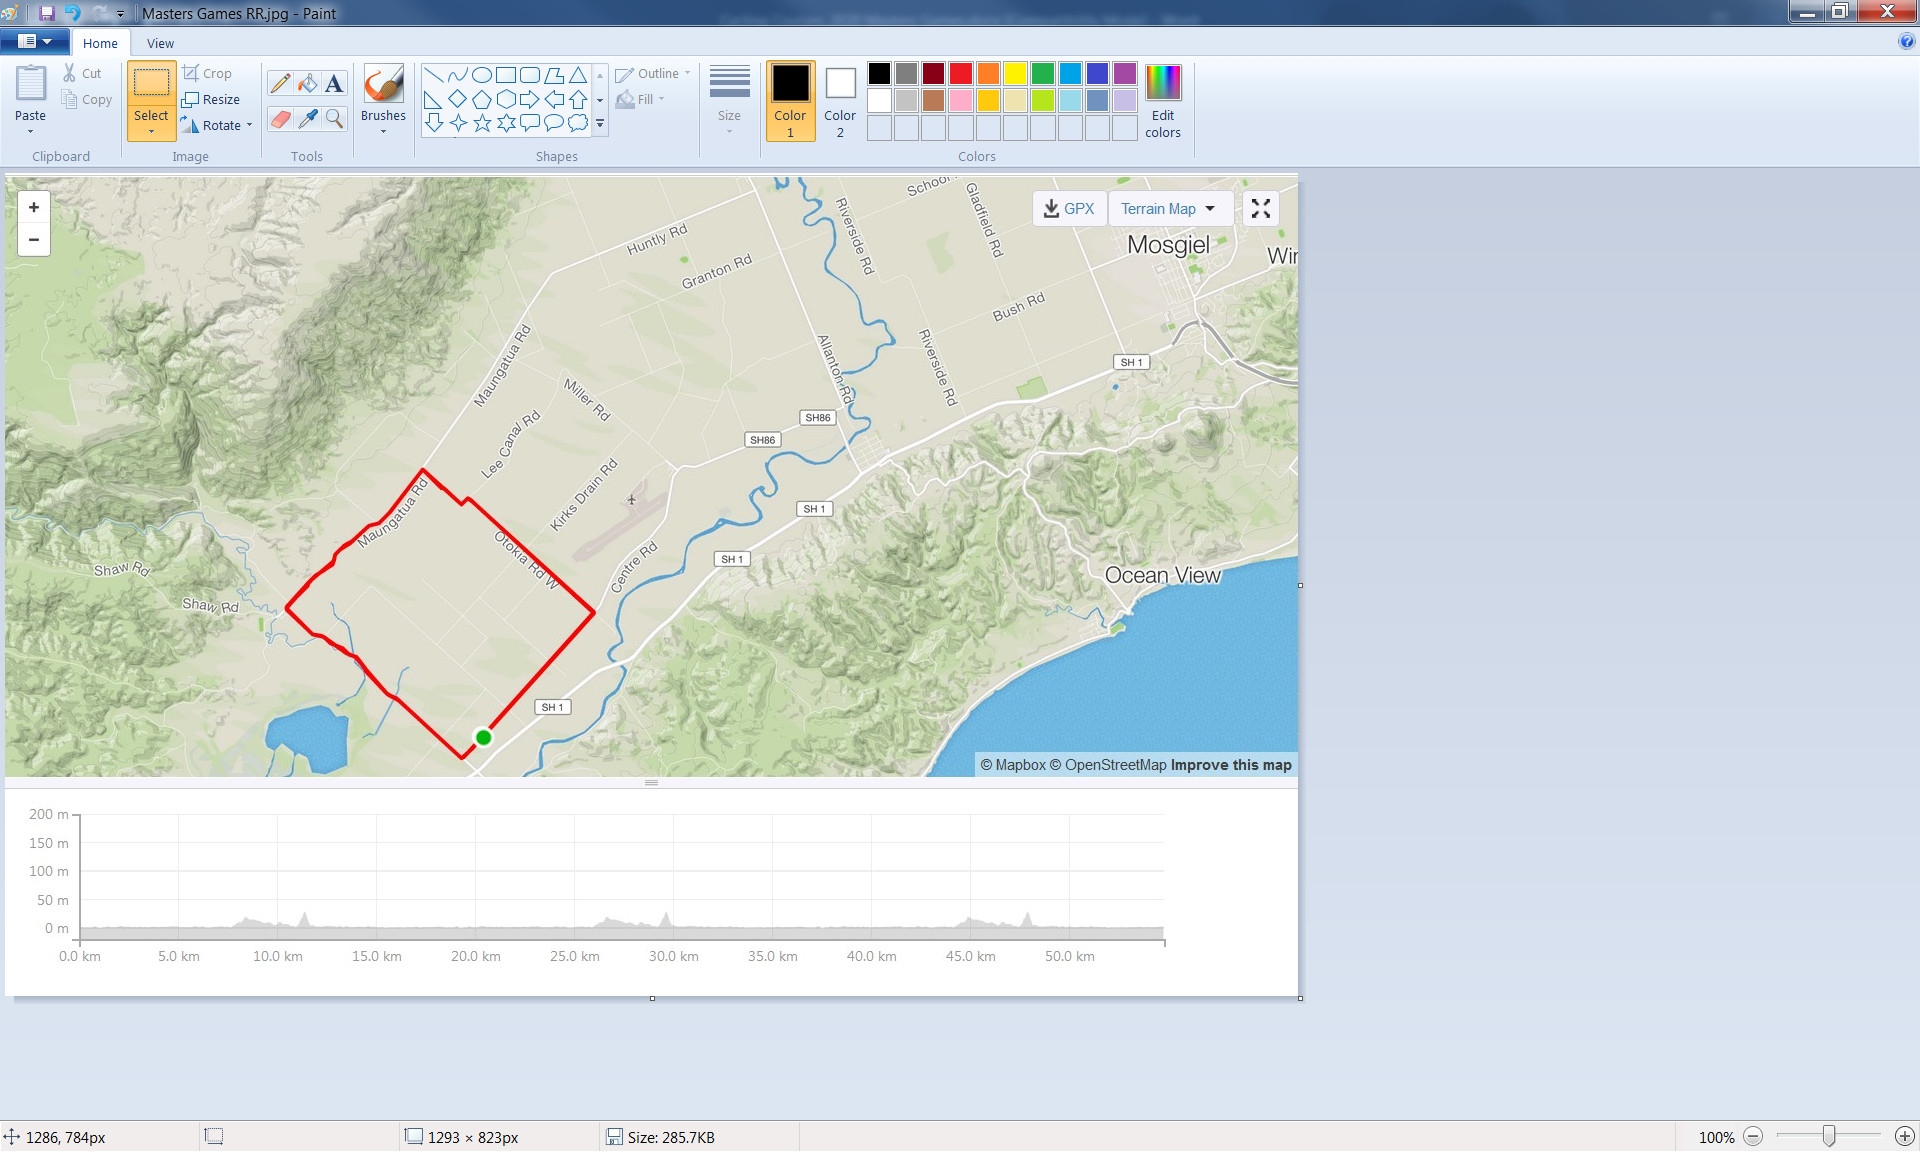 Masters Games RR.jpg - Paint
Home
View
Paste
Cut
Copy
Clipboard
Select
Crop
Resize
Rotate
Image
A
Tools
Brushes
Shapes
Outline
Fill
Size
Color
1
Color
2
Colors
Edit
colors
+
−
GPX
Terrain Map
School
Gladfield Rd
Riverside Rd
Mosgiel
Huntly Rd
Granton Rd
Bush Rd
Maungatua Rd
Allanton Rd
Riverside Rd
SH 1
Miller Rd
Lee Canal Rd
SH86
SH86
Kirks Drain Rd
Maungatua Rd
SH 1
Otokia Rd W
Centre Rd
SH 1
Shaw Rd
Shaw Rd
Ocean View
SH 1
© Mapbox © OpenStreetMap Improve this map
200 m
150 m
100 m
50 m
0 m
0.0 km 5.0 km 10.0 km 15.0 km 20.0 km 25.0 km 30.0 km 35.0 km 40.0 km 45.0 km 50.0 km
1286, 784px
1293 × 823px
Size: 285.7KB
100%